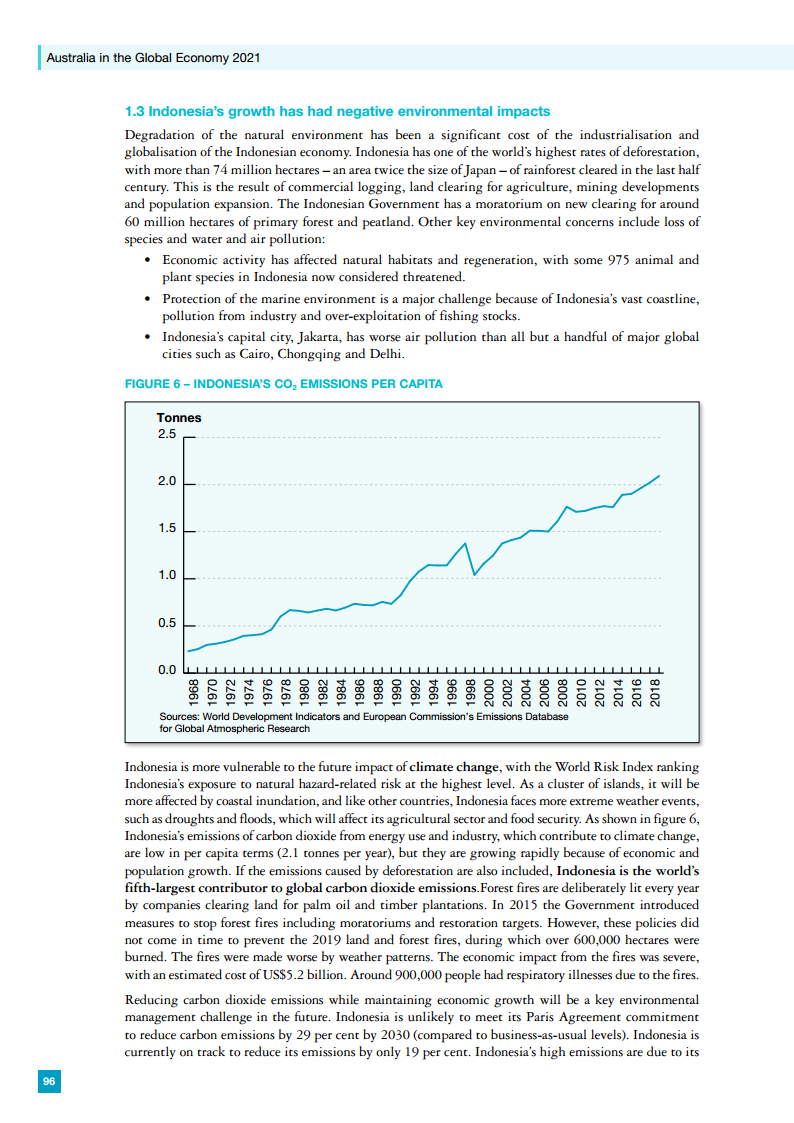 Australia in the Global Economy 2021
1.3 Indonesia's growth has had negative environmental impacts
Degradation of the natural environment has been a significant cost of the industrialisation and
globalisation of the Indonesian economy. Indonesia has one of the world's highest rates of deforestation,
with more than 74 million hectares – an area twice the size of Japan – of rainforest cleared in the last half
century. This is the result of commercial logging, land clearing for agriculture, mining developments
and population expansion. The Indonesian Government has a moratorium on new clearing for around
60 million hectares of primary forest and peatland. Other key environmental concerns include loss of
species and water and air pollution:
• Economic activity has affected natural habitats and regeneration, with some 975 animal and
plant species in Indonesia now considered threatened.
• Protection of the marine environment is a major challenge because of Indonesia's vast coastline,
pollution from industry and over-exploitation of fishing stocks.
• Indonesia's capital city, Jakarta, has worse air pollution than all but a handful of major global
cities such as Cairo, Chongqing and Delhi.
FIGURE 6 – INDONESIA'S CO₂ EMISSIONS PER CAPITA
Tonnes
2.5
2.0
1.5
1.0
0.5
0.0
1968 1970 1972 1974 1976 1978 1980 1982 1984 1986 1988 1990 1992 1994 1996 1998 2000 2002 2004 2006 2008 2010 2012 2014 2016 2018
Sources: World Development Indicators and European Commission's Emissions Database
for Global Atmospheric Research
Indonesia is more vulnerable to the future impact of climate change, with the World Risk Index ranking
Indonesia's exposure to natural hazard-related risk at the highest level. As a cluster of islands, it will be
more affected by coastal inundation, and like other countries, Indonesia faces more extreme weather events,
such as droughts and floods, which will affect its agricultural sector and food security. As shown in figure 6,
Indonesia's emissions of carbon dioxide from energy use and industry, which contribute to climate change,
are low in per capita terms (2.1 tonnes per year), but they are growing rapidly because of economic and
population growth. If the emissions caused by deforestation are also included, Indonesia is the world's
fifth-largest contributor to global carbon dioxide emissions.Forest fires are deliberately lit every year
by companies clearing land for palm oil and timber plantations. In 2015 the Government introduced
measures to stop forest fires including moratoriums and restoration targets. However, these policies did
not come in time to prevent the 2019 land and forest fires, during which over 600,000 hectares were
burned. The fires were made worse by weather patterns. The economic impact from the fires was severe,
with an estimated cost of US$5.2 billion. Around 900,000 people had respiratory illnesses due to the fires.
Reducing carbon dioxide emissions while maintaining economic growth will be a key environmental
management challenge in the future. Indonesia is unlikely to meet its Paris Agreement commitment
to reduce carbon emissions by 29 per cent by 2030 (compared to business-as-usual levels). Indonesia is
currently on track to reduce its emissions by only 19 per cent. Indonesia's high emissions are due to its
96